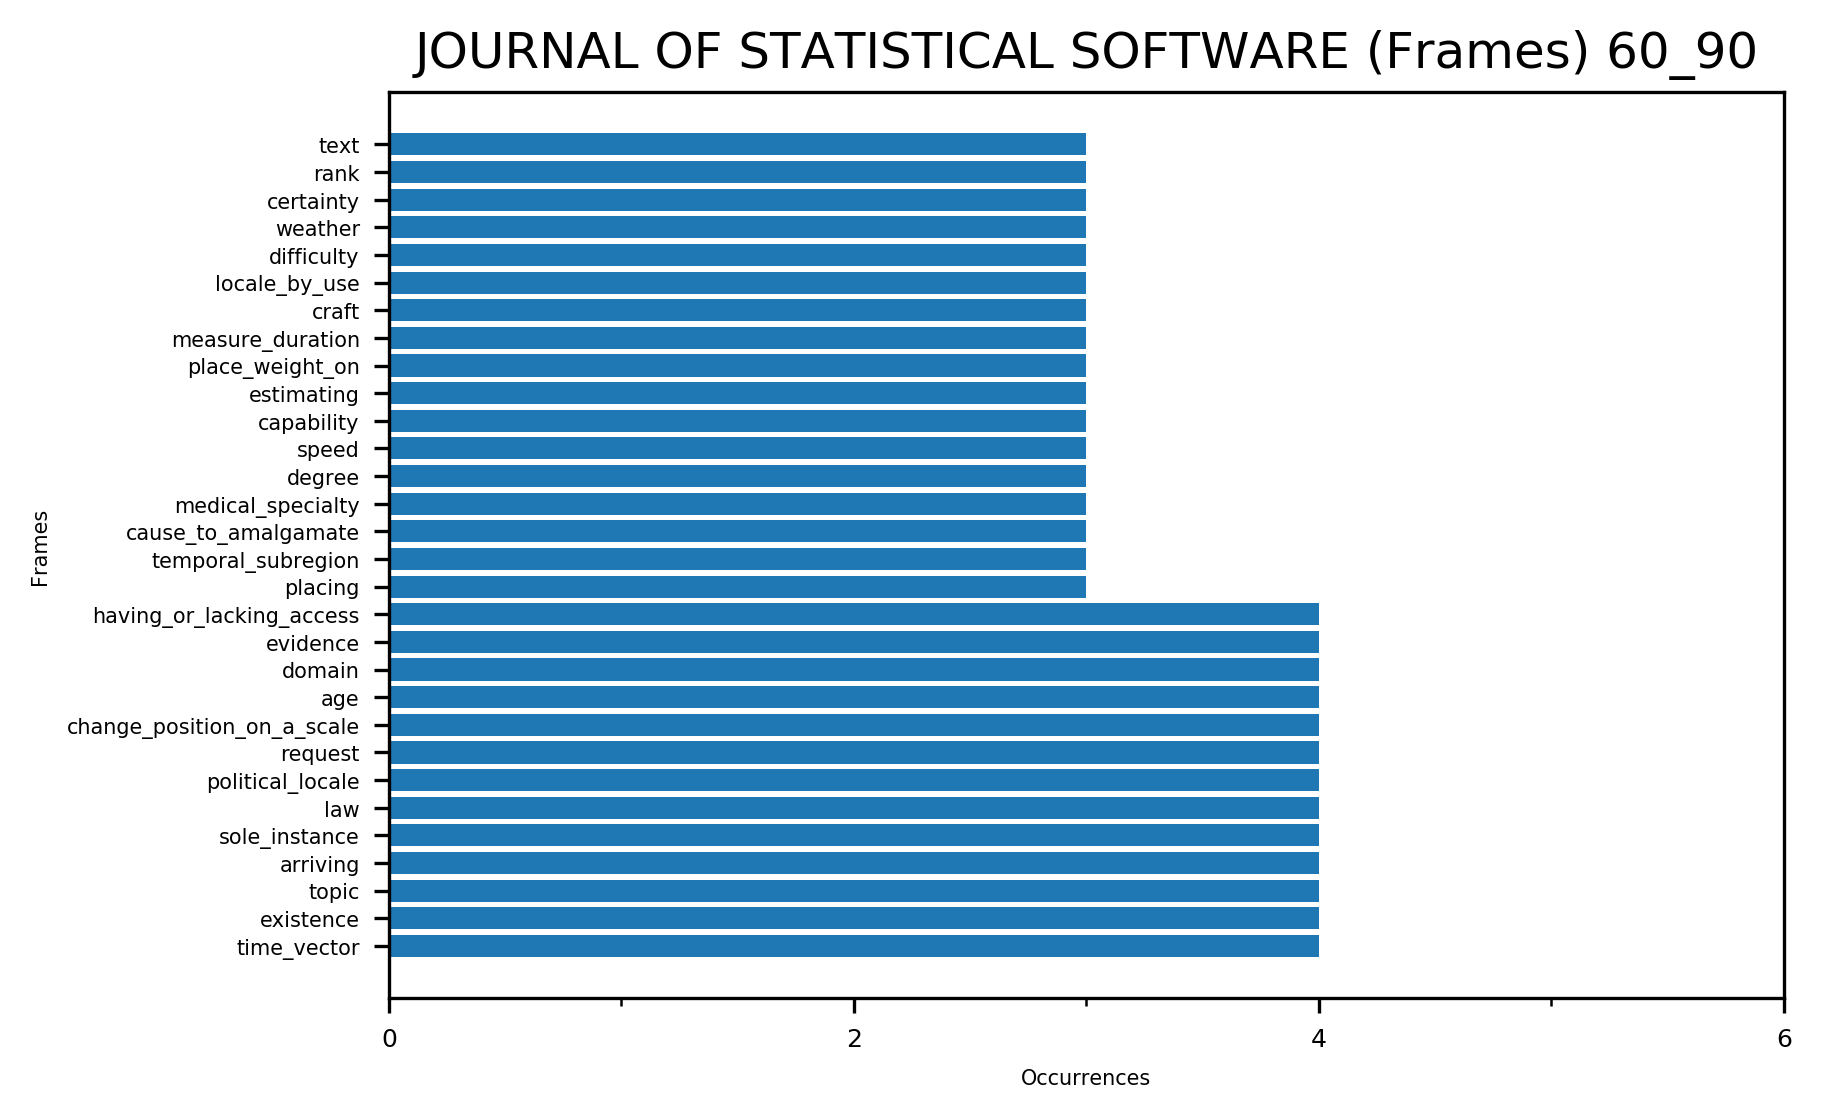 JOURNAL OF STATISTICAL SOFTWARE (Frames) 60_90
text
rank
certainty
weather
difficulty
locale_by_use
craft
measure_duration
place_weight_on
estimating
capability
speed
degree
medical_specialty
cause_to_amalgamate
temporal_subregion
placing
having_or_lacking_access
evidence
domain
age
change_position_on_a_scale
request
political_locale
law
sole_instance
arriving
topic
existence
time_vector
Frames
0 2 4 6
Occurrences